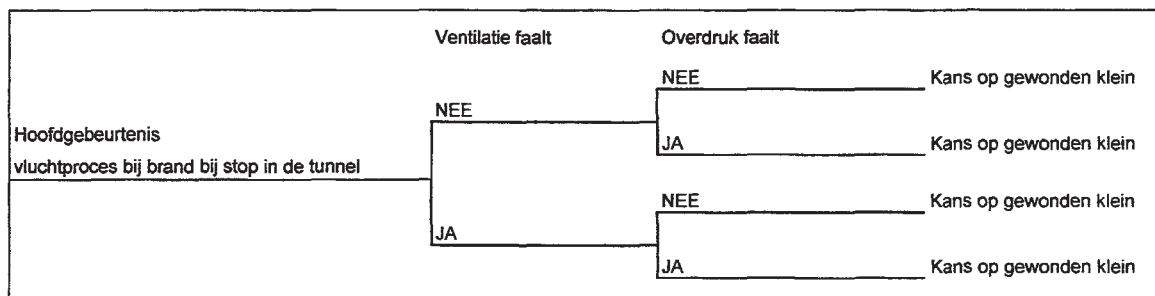 Ventilatie faalt
Overdruk faalt
NEE
Kans op gewonden klein
NEE
Hoofdgebeurtenis
JA
Kans op gewonden klein
vluchtproces bij brand bij stop in de tunnel
NEE
Kans op gewonden klein
JA
JA
Kans op gewonden klein